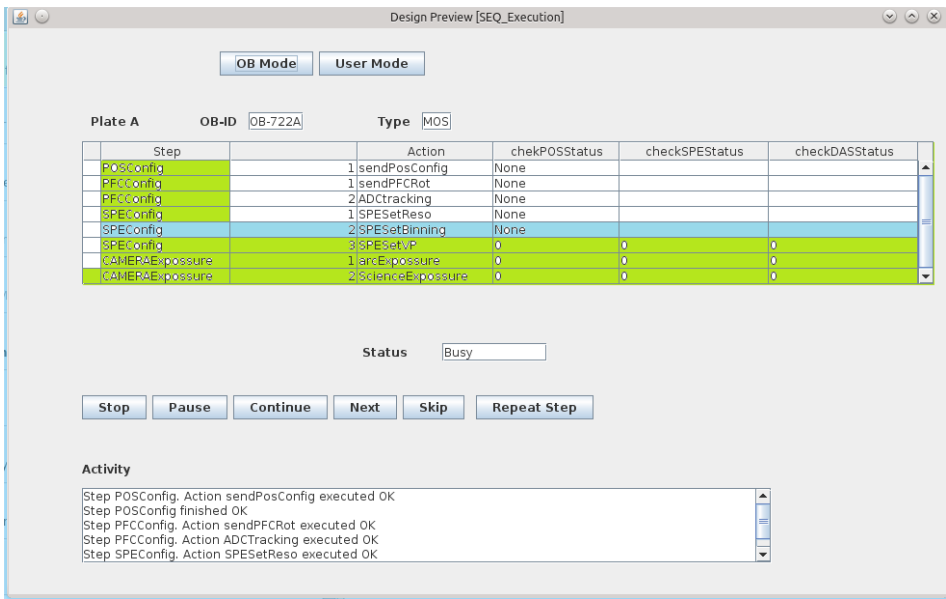 Design Preview [SEQ_Execution]
OB Mode User Mode
Plate A OB-ID OB-722A Type MOS
Step Action chekPOSStatus checkSPEStatus checkDASStatus
POSConfig 1 sendPosConfig None
PFCConfig 1 sendPFCRot None
PFCConfig 2 ADCtracking None
SPEConfig 1 SPESetReso None
SPEConfig 2 SPESetBinning None
SPEConfig 3 SPESetVP 0 0 0
CAMERAExpossure 1 arcExpossure 0 0 0
CAMERAExpossure 2 ScienceExpossure 0 0 0
Status Busy
Stop Pause Continue Next Skip Repeat Step
Activity
Step POSConfig. Action sendPosConfig executed OK
Step POSConfig finished OK
Step PFCConfig. Action sendPFCRot executed OK
Step PFCConfig. Action ADCTracking executed OK
Step SPEConfig. Action SPESetReso executed OK